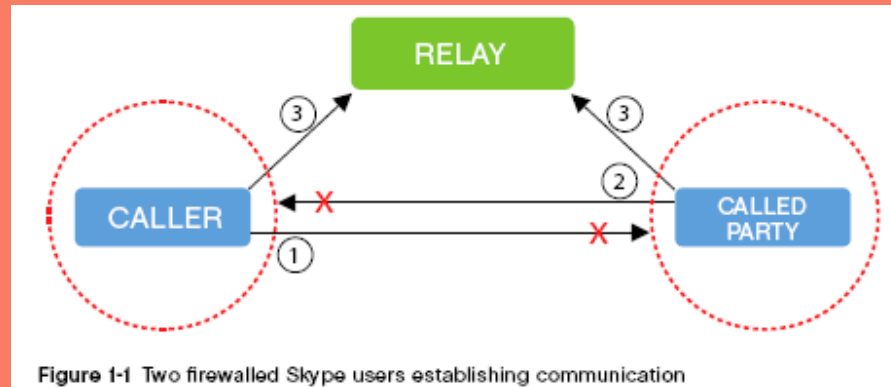 RELAY
3
3
2
CALLER
CALLED
PARTY
X
X
1
Figure 1-1 Two firewalled Skype users establishing communication